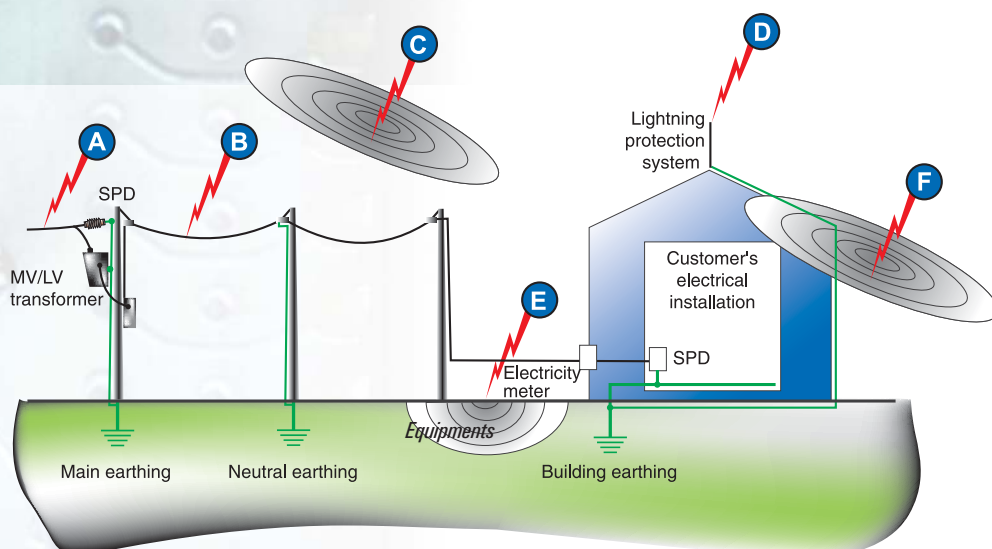 C
D
Lightning
protection
system
A
B
F
SPD
MV/LV
transformer
Customer's
electrical
installation
E
SPD
Electricity
meter
Equipments
Main earthing
Neutral earthing
Building earthing